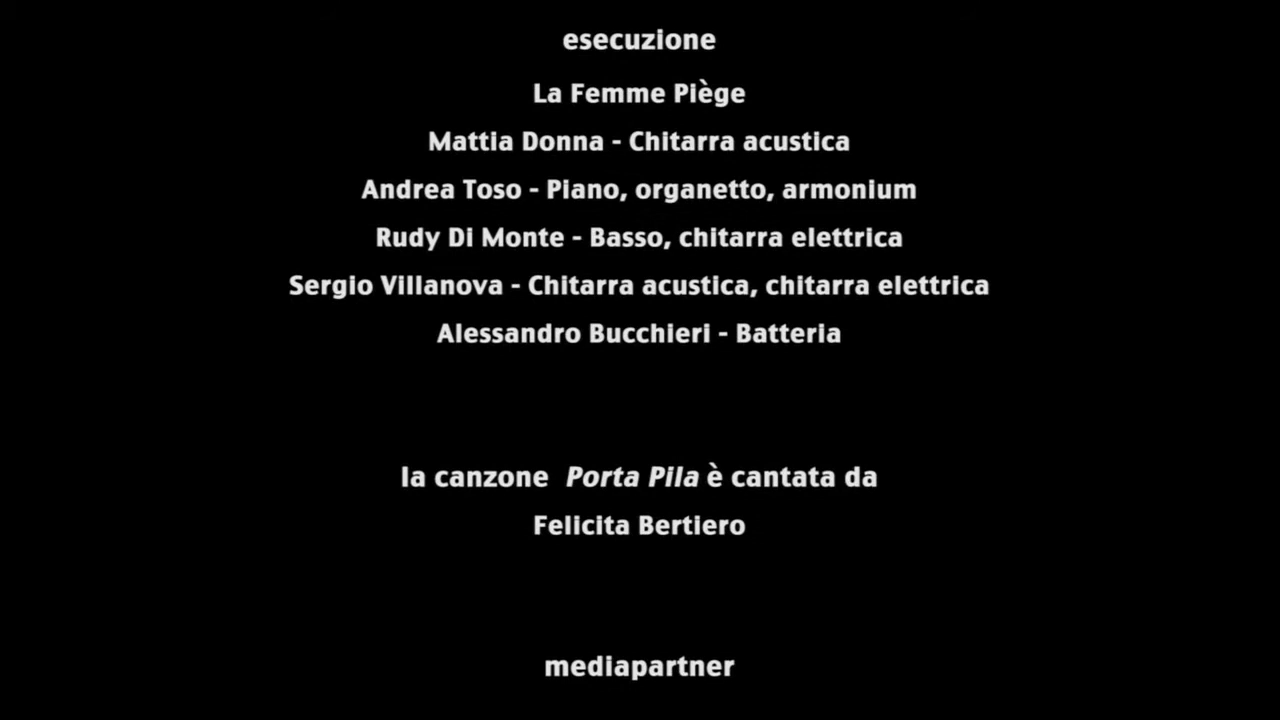 esecuzione
La Femme Piège
Mattia Donna - Chitarra acustica
Andrea Toso - Piano, organetto, armonium
Rudy Di Monte - Basso, chitarra elettrica
Sergio Villanova - Chitarra acustica, chitarra elettrica
Alessandro Bucchieri - Batteria
la canzone Porta Pila è cantata da
Felicita Bertiero
mediapartner